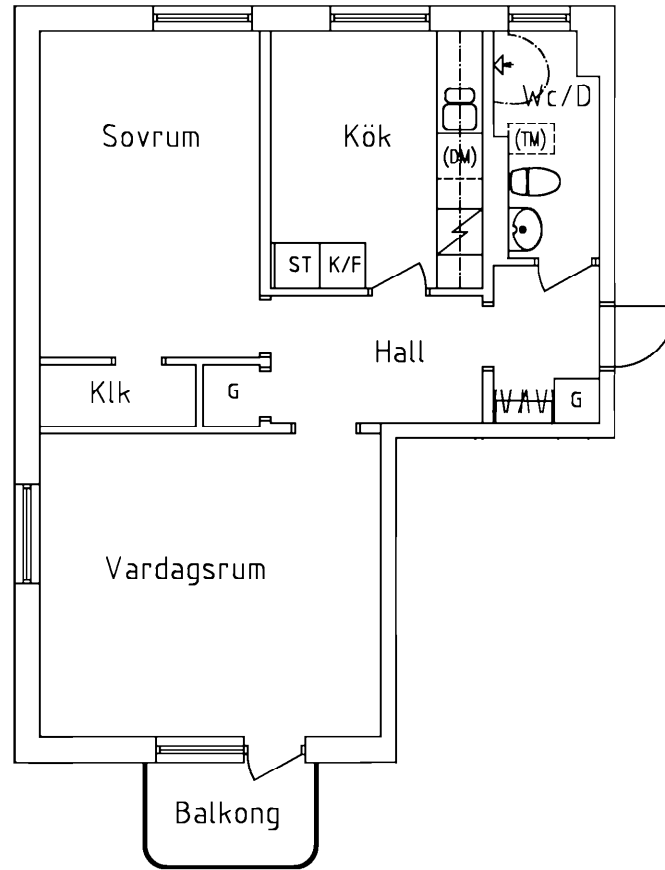 Wc/D
Sovrum
Kök
(TM)
(DM)
ST
K/F
Hall
Klk
G
G
Vardagsrum
Balkong